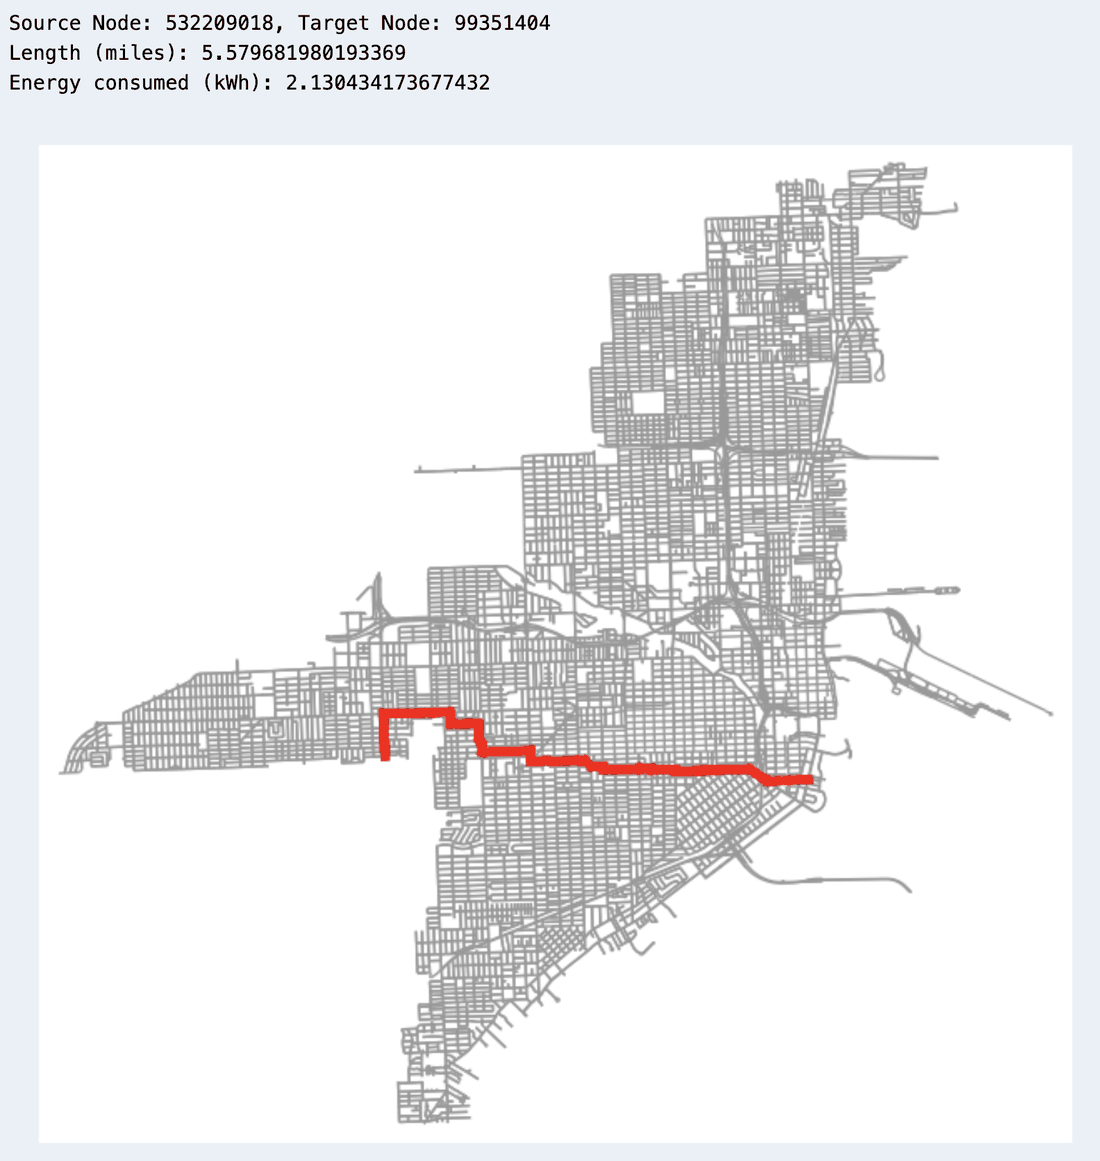 Source Node: 532209018, Target Node: 99351404
Length (miles): 5.579681980193369
Energy consumed (kWh): 2.130434173677432